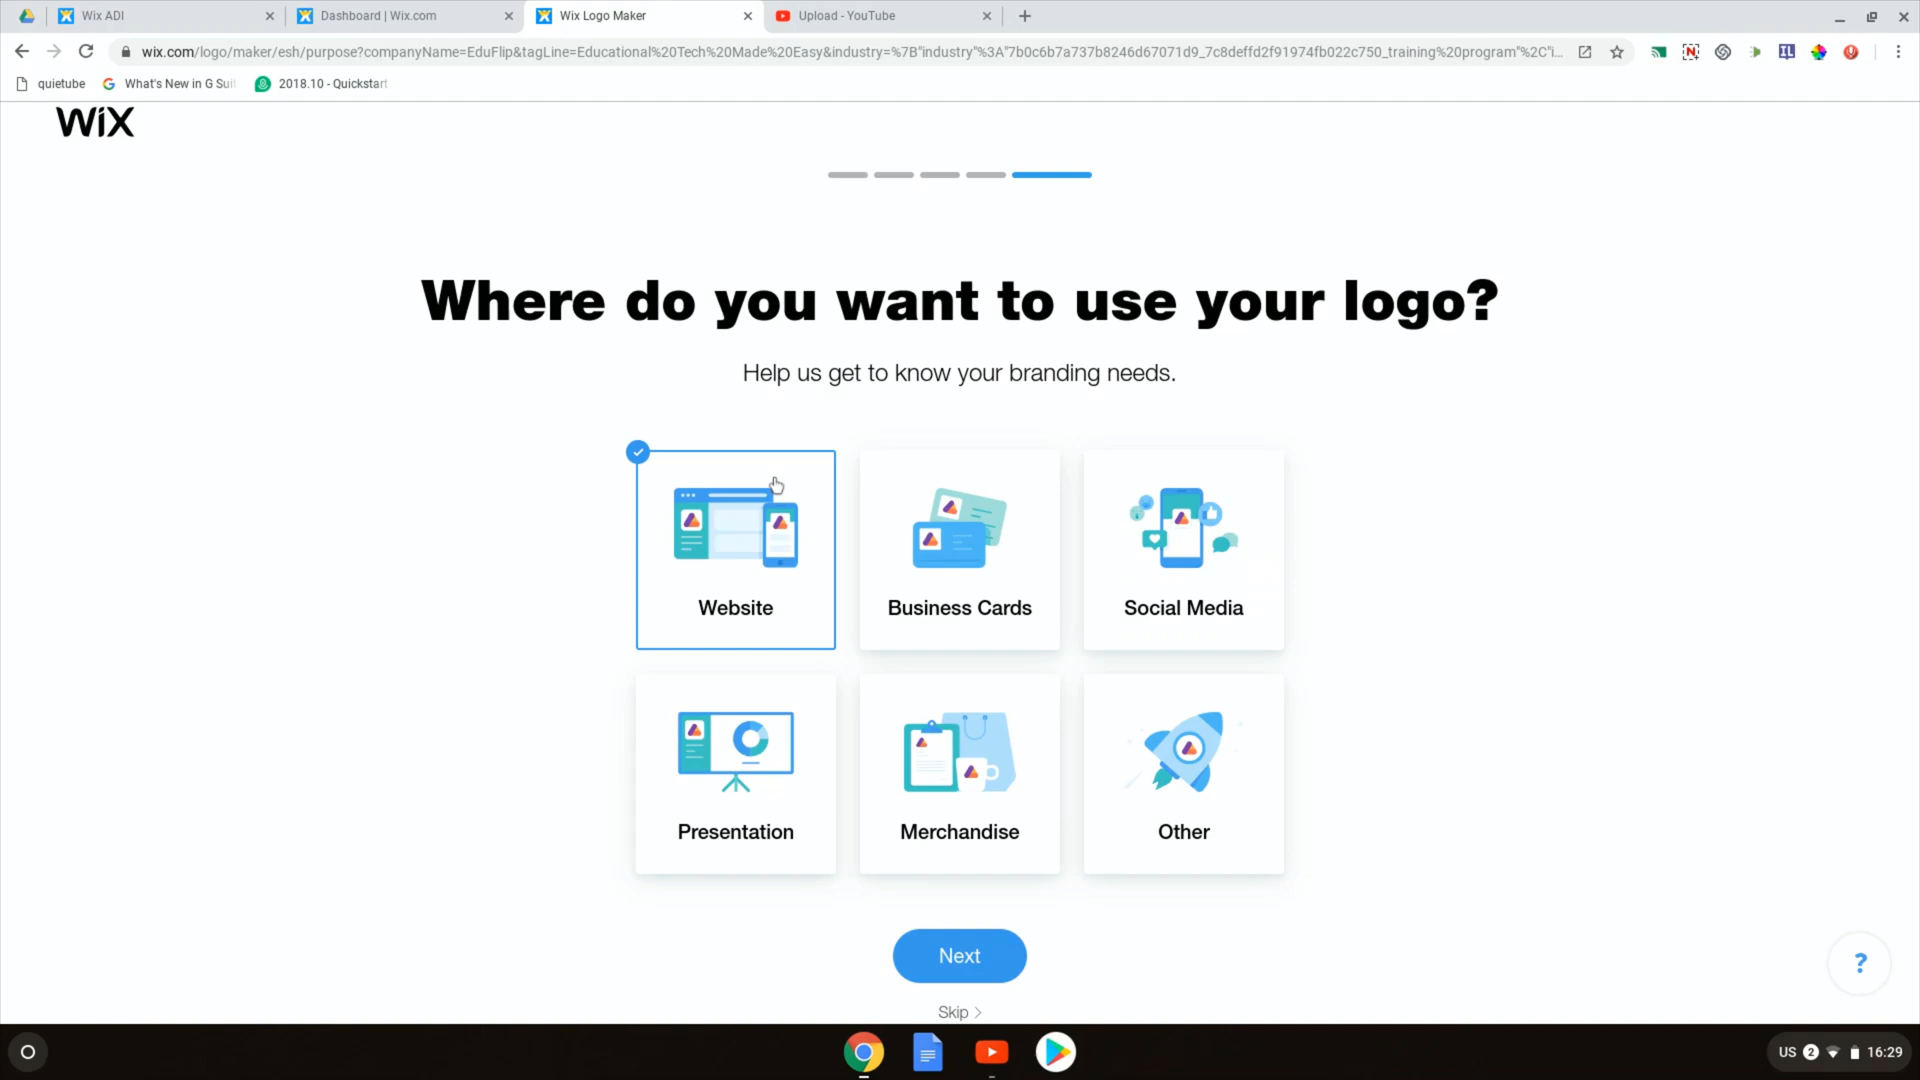 Wix ADI
Dashboard | Wix.com
Wix Logo Maker
Upload - YouTube
wix.com/logo/maker/esh/purpose?companyName=EduFlip&tagLine=Educational%20Tech%20Made%20Easy&industry=%7B"industry"%3A"7b0c6b7a737b8246d67071d9_7c8deffd2f91974fb022c750_training%20program"%2C"i...
quietube
What's New in G Sui
2018.10 - Quickstart
WiX
Where do you want to use your logo?
Help us get to know your branding needs.
Website
Business Cards
Social Media
Presentation
Merchandise
Other
Next
?
Skip >
US 2 16:29